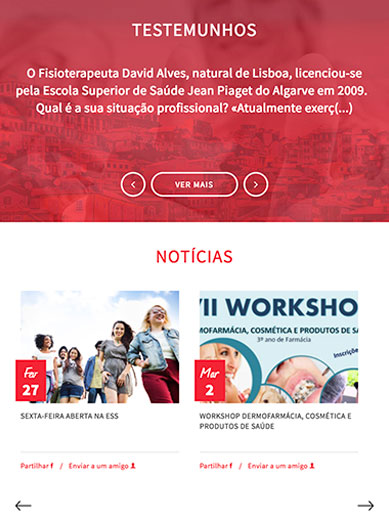 TESTEMUNHOS
O Fisioterapeuta David Alves, natural de Lisboa, licenciou-se
pela Escola Superior de Saúde Jean Piaget do Algarve em 2009.
Qual é a sua situação profissional? «Atualmente exerç(...)
VER MAIS
NOTÍCIAS
Fev
27
SEXTA-FEIRA ABERTA NA ESS
Partilhar f / Enviar a um amigo
VII WORKSHO
MOFARMÁCIA, COSMÉTICA E PRODUTOS DE SA
3º ano de Farmácia
Inscriçõe
Mar
2
WORKSHOP DERMOFARMÁCIA, COSMÉTICA E
PRODUTOS DE SAÚDE
Partilhar f / Enviar a um amigo